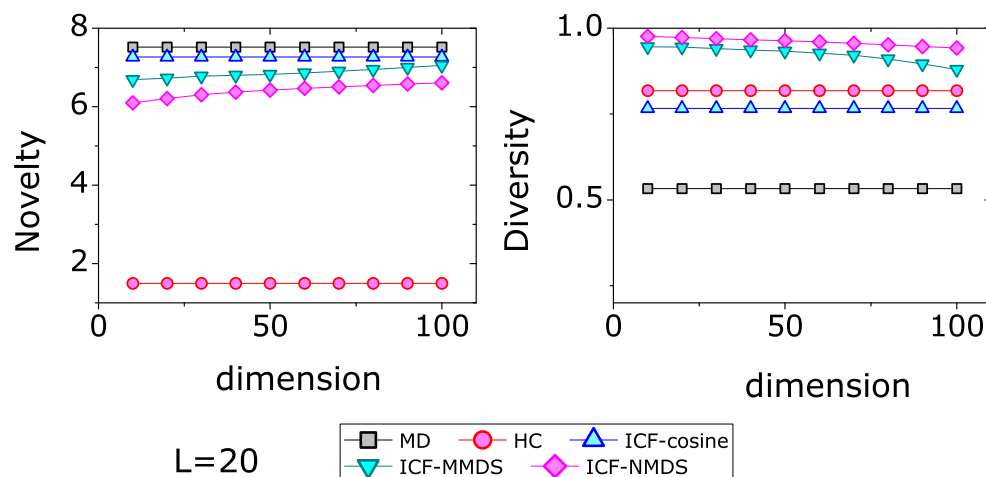 8
6
4
2
Novelty
0
50
100
dimension
1.0
0.5
Diversity
0
50
100
dimension
L=20
MD
HC
ICF-cosine
ICF-MMDS
ICF-NMDS